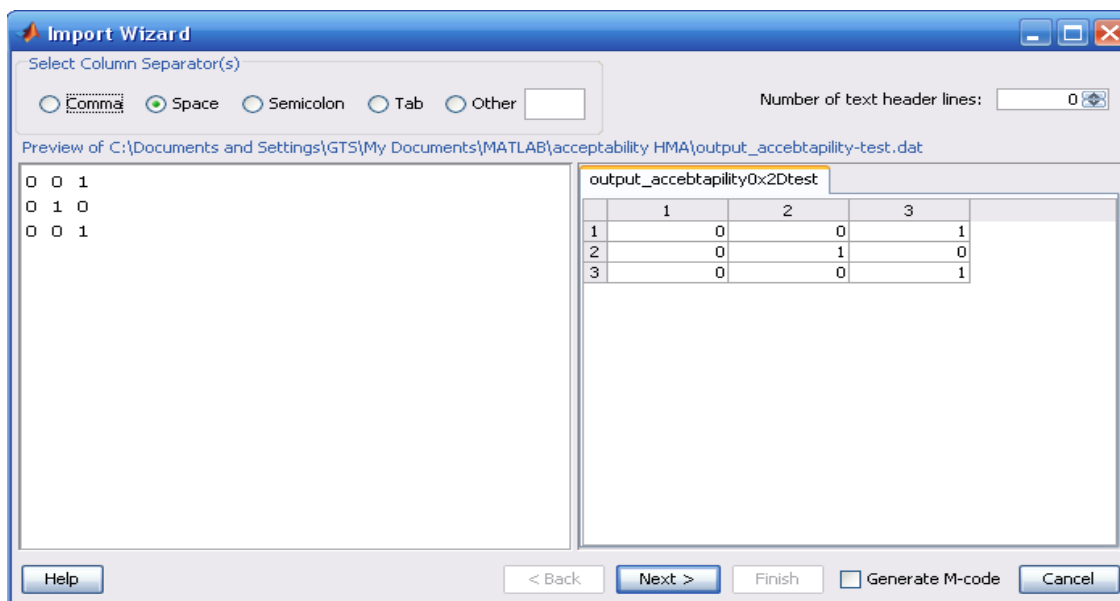 Import Wizard
Select Column Separator(s)
Comma Space Semicolon Tab Other
Number of text header lines: 0
Preview of C:\Documents and Settings\GTS\My Documents\MATLAB\acceptability HMA\output_accebtapility-test.dat
0 0 1
0 1 0
0 0 1
output_accebtapility0x2Dtest
1 2 3
1 0 0 1
2 0 1 0
3 0 0 1
Help < Back Next > Finish Generate M-code Cancel